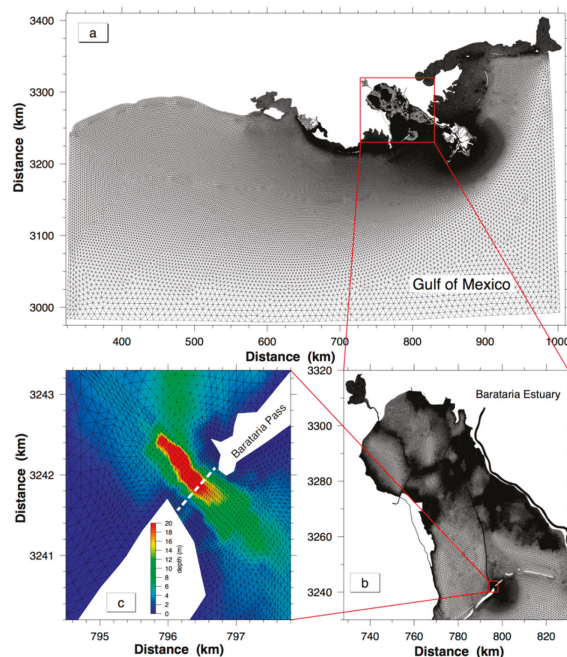 3400
a
3300
3200
3100
3000
Distance (km)
Gulf of Mexico
400 500 600 700 800 900 1000
Distance (km)
3243
3242
3241
Distance (km)
Barataria Pass
20
18
16
14
12
10
8
6
4
2
0
depth (m)
c
795 796 797
Distance (km)
3320
3300
3280
3260
3240
Barataria Estuary
b
730 740 760 780 800 820
Distance (km)